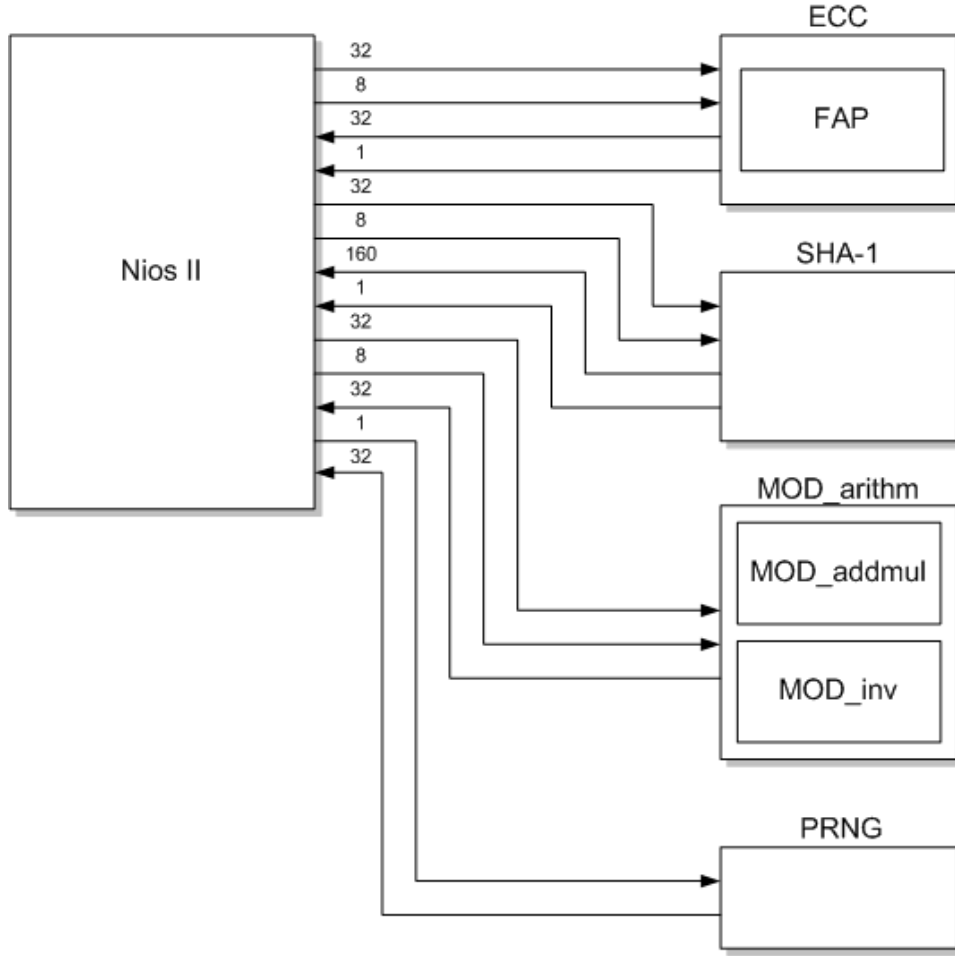 ECC
32
8
32
1
FAP
32
8
160
1
32
8
32
1
32
Nios II
SHA-1
MOD_arithm
MOD_addmul
MOD_inv
PRNG